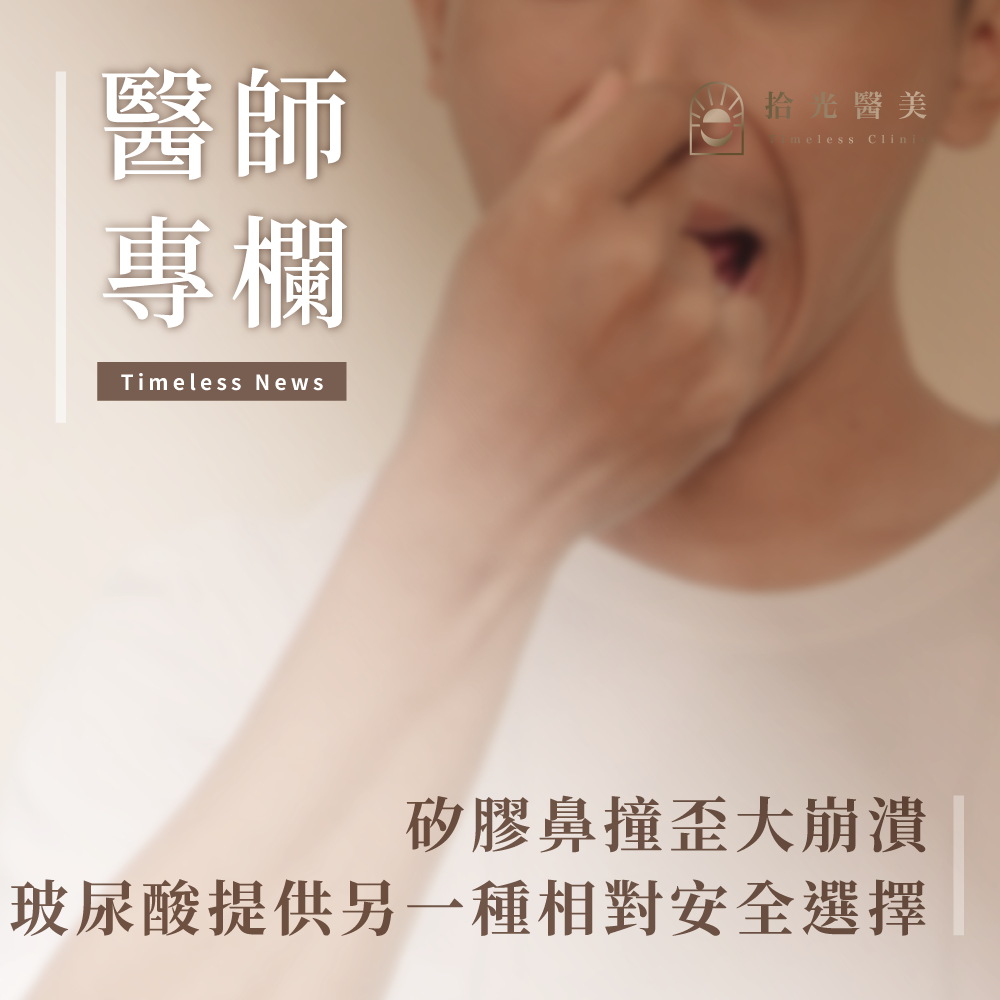 醫師
專欄
Timeless News
拾光醫美
Timeless Clinic
矽膠鼻撞歪大崩潰
玻尿酸提供另一種相對安全選擇